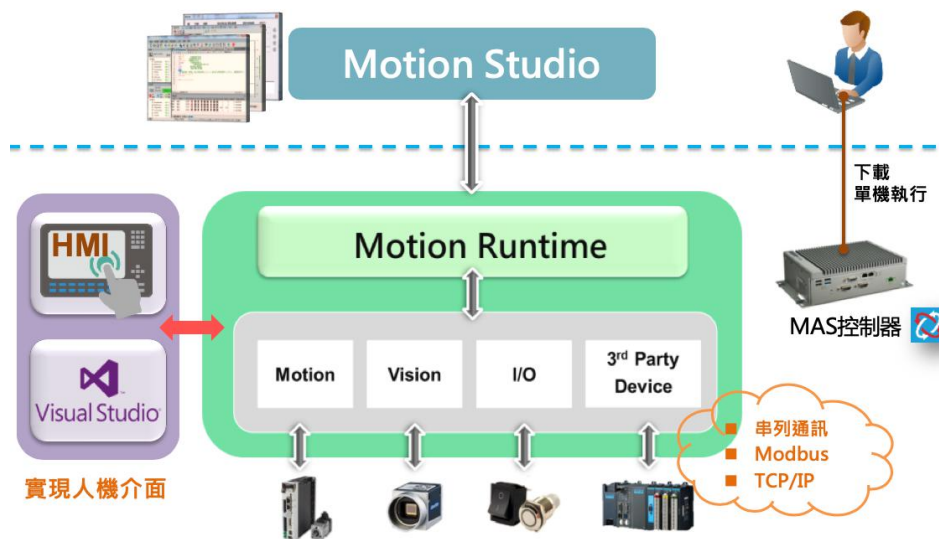 Motion Studio
下載
單機執行
HMI
Motion Runtime
MAS控制器
Motion
Vision
I/O
3rd Party
Device
Visual Studio
串列通訊
Modbus
TCP/IP
實現人機介面